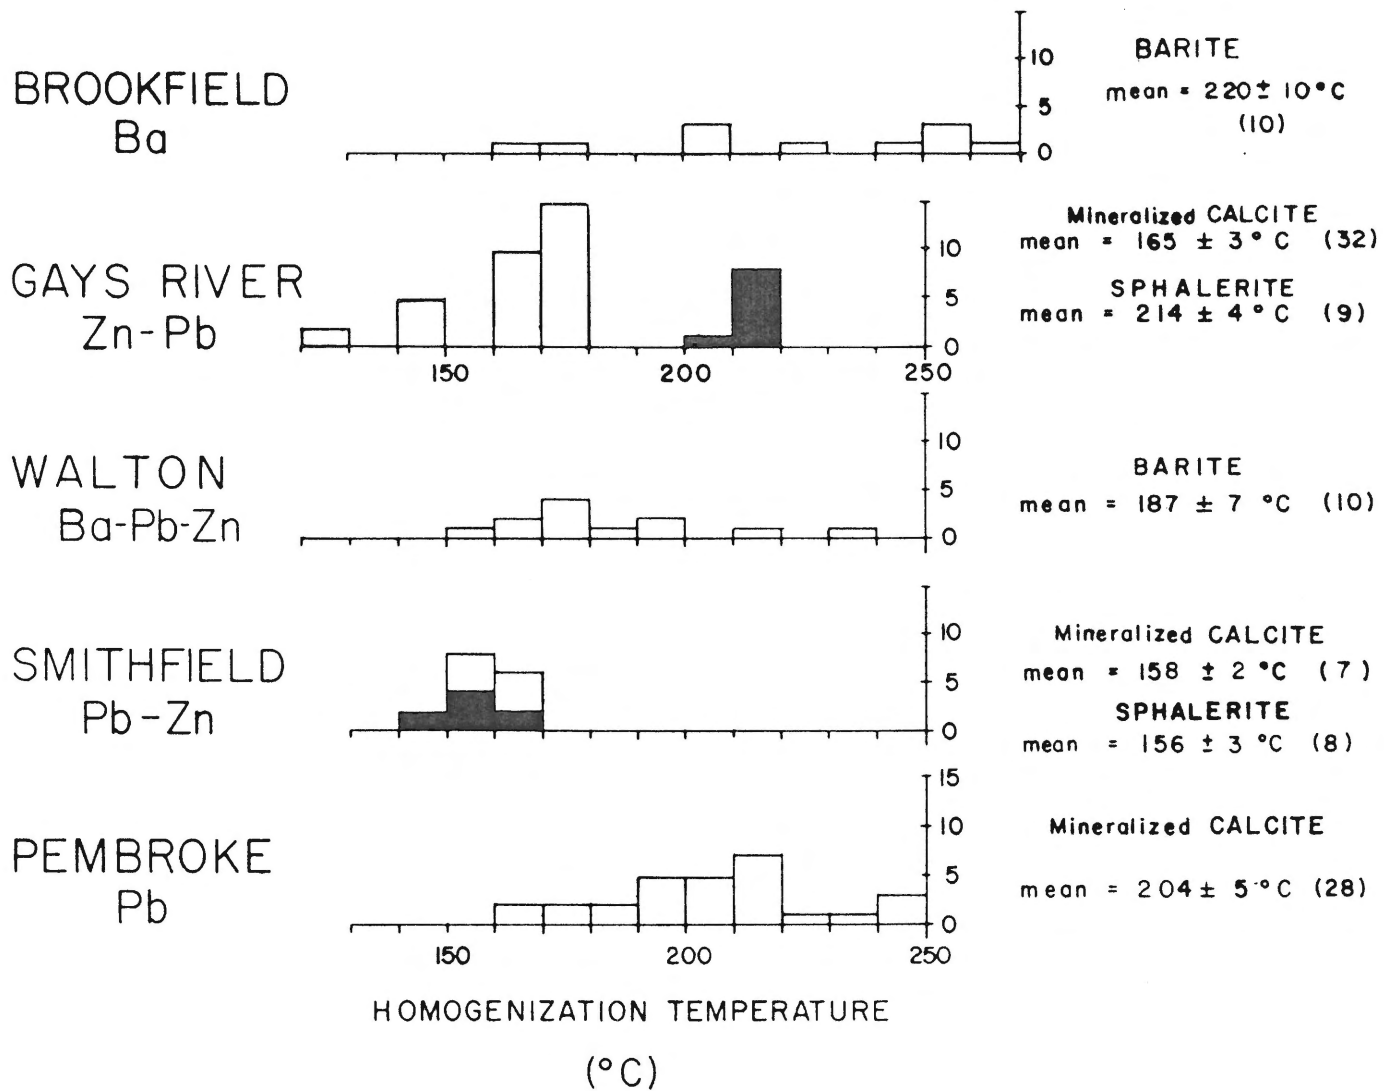 BROOKFIELD
Ba
10
5
0
BARITE
mean = 220 ± 10 °C
(10)
GAYS RIVER
Zn-Pb
10
5
0
150
200
250
Mineralized CALCITE
mean = 165 ± 3 °C (32)
SPHALERITE
mean = 214 ± 4 °C (9)
WALTON
Ba-Pb-Zn
10
5
0
BARITE
mean = 187 ± 7 °C (10)
SMITHFIELD
Pb-Zn
10
5
0
Mineralized CALCITE
mean = 158 ± 2 °C (7)
SPHALERITE
mean = 156 ± 3 °C (8)
PEMBROKE
Pb
15
10
5
0
150
200
250
Mineralized CALCITE
mean = 204 ± 5 °C (28)
HOMOGENIZATION TEMPERATURE
(°C)